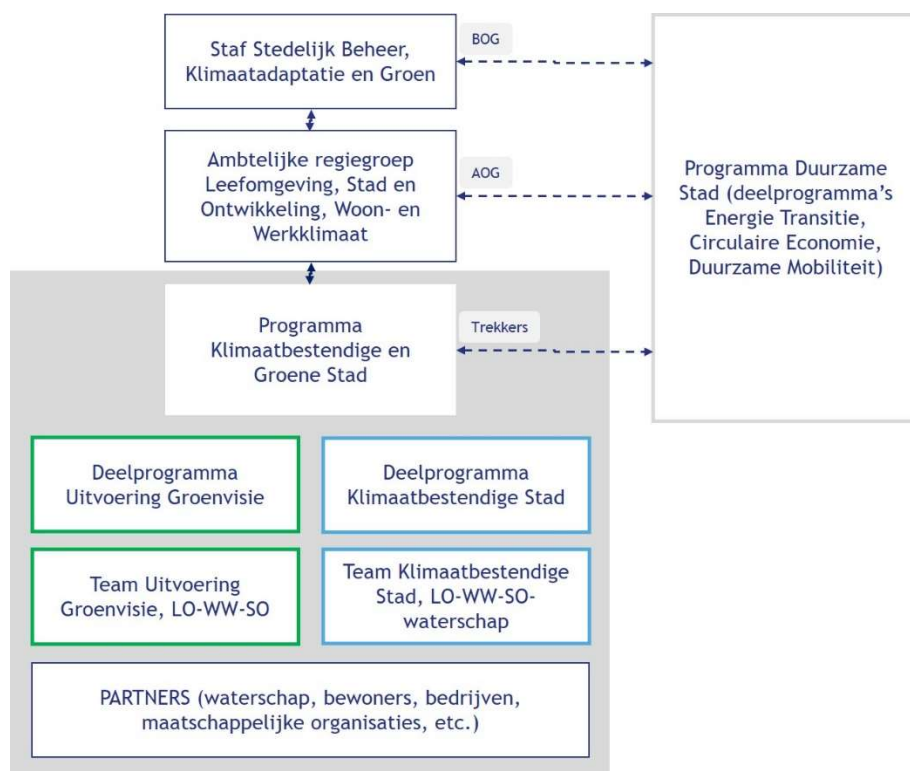 Staf Stedelijk Beheer,
Klimaatadaptatie en Groen
BOG
Ambtelijke regiegroep
Leefomgeving, Stad en
Ontwikkeling, Woon- en
Werkklimaat
AOG
Programma Duurzame
Stad (deelprogramma’s
Energie Transitie,
Circulaire Economie,
Duurzame Mobiliteit)
Programma
Klimaatbestendige en
Groene Stad
Trekkers
Deelprogramma
Uitvoering Groenvisie
Deelprogramma
Klimaatbestendige Stad
Team Uitvoering
Groenvisie, LO-WW-SO
Team Klimaatbestendige
Stad, LO-WW-SO-
waterschap
PARTNERS (waterschap, bewoners, bedrijven,
maatschappelijke organisaties, etc.)